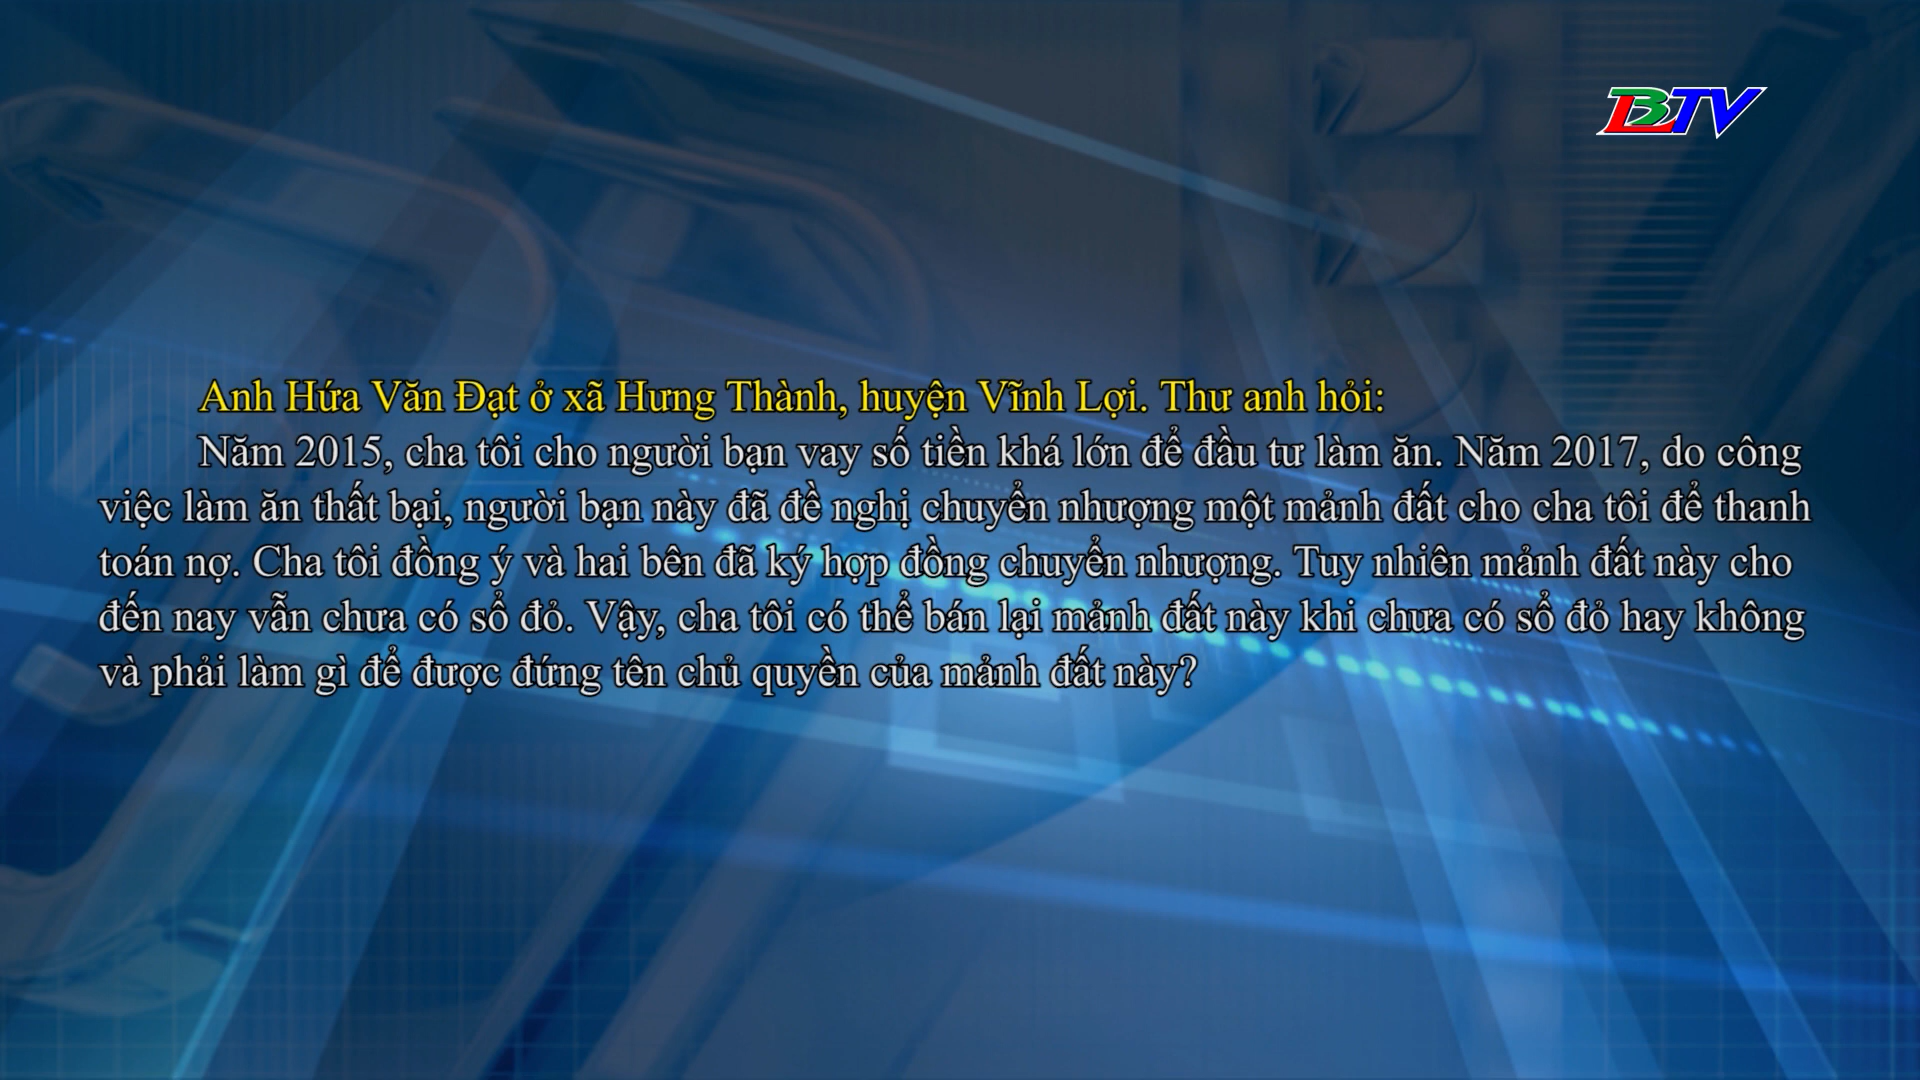 BTV
Anh Hứa Văn Đạt ở xã Hưng Thành, huyện Vĩnh Lợi. Thư anh hỏi:
Năm 2015, cha tôi cho người bạn vay số tiền khá lớn để đầu tư làm ăn. Năm 2017, do công
việc làm ăn thất bại, người bạn này đã đề nghị chuyển nhượng một mảnh đất cho cha tôi để thanh
toán nợ. Cha tôi đồng ý và hai bên đã ký hợp đồng chuyển nhượng. Tuy nhiên mảnh đất này cho
đến nay vẫn chưa có sổ đỏ. Vậy, cha tôi có thể bán lại mảnh đất này khi chưa có sổ đỏ hay không
và phải làm gì để được đứng tên chủ quyền của mảnh đất này?